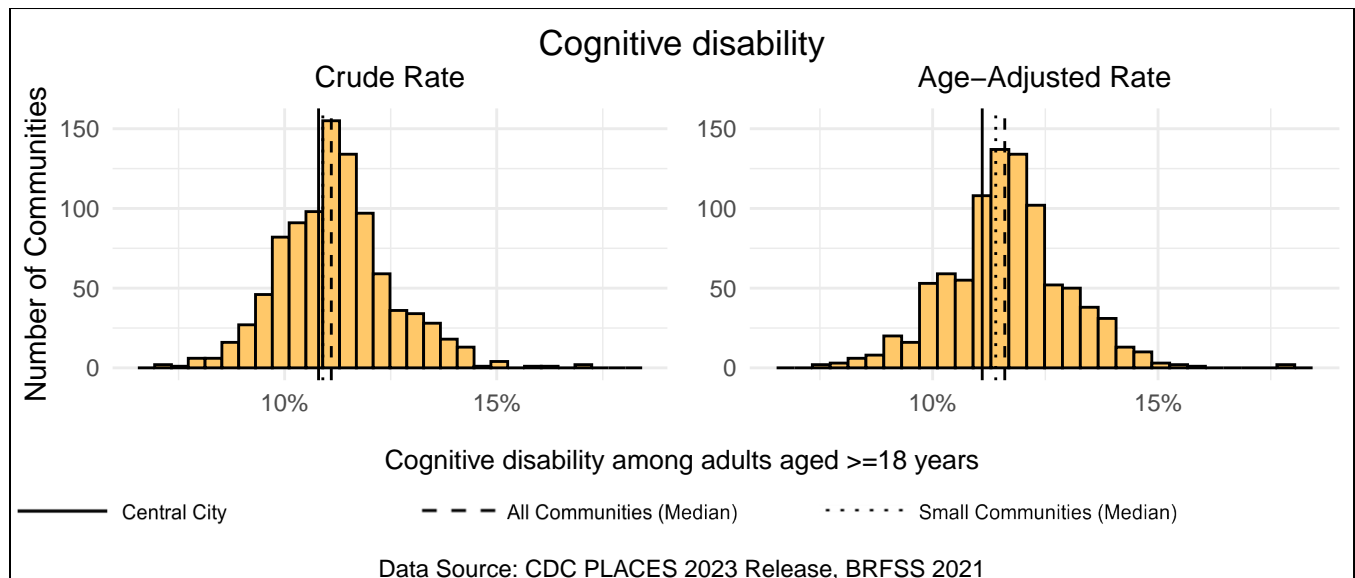 Cognitive disability
Crude Rate
Age−Adjusted Rate
Number of Communities
150
100
50
0
10%
15%
150
100
50
0
10%
15%
Cognitive disability among adults aged >=18 years
Central City
All Communities (Median)
Small Communities (Median)
Data Source: CDC PLACES 2023 Release, BRFSS 2021